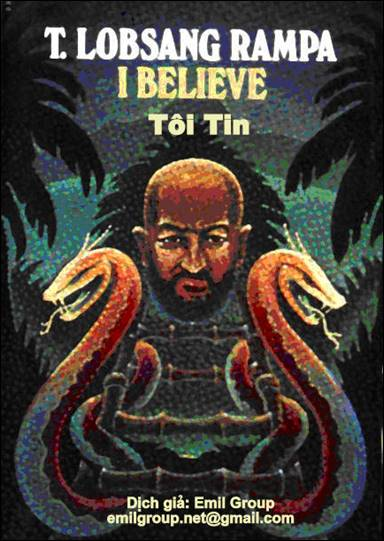 T. LOBSANG RAMPA
I BELIEVE
Tôi Tin
Dịch giả: Emil Group
emilgroup.net@gmail.com